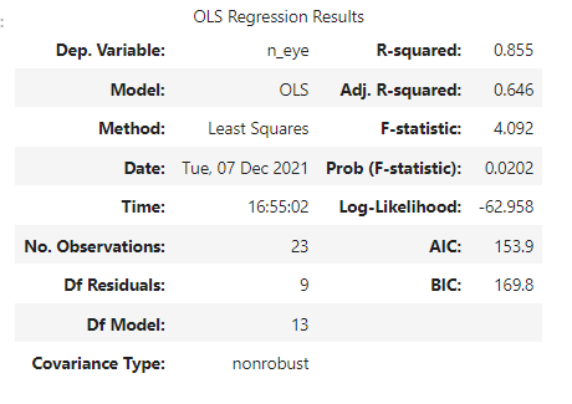 OLS Regression Results
Dep. Variable: n_eye R-squared: 0.855
Model: OLS Adj. R-squared: 0.646
Method: Least Squares F-statistic: 4.092
Date: Tue, 07 Dec 2021 Prob (F-statistic): 0.0202
Time: 16:55:02 Log-Likelihood: -62.958
No. Observations: 23 AIC: 153.9
Df Residuals: 9 BIC: 169.8
Df Model: 13
Covariance Type: nonrobust